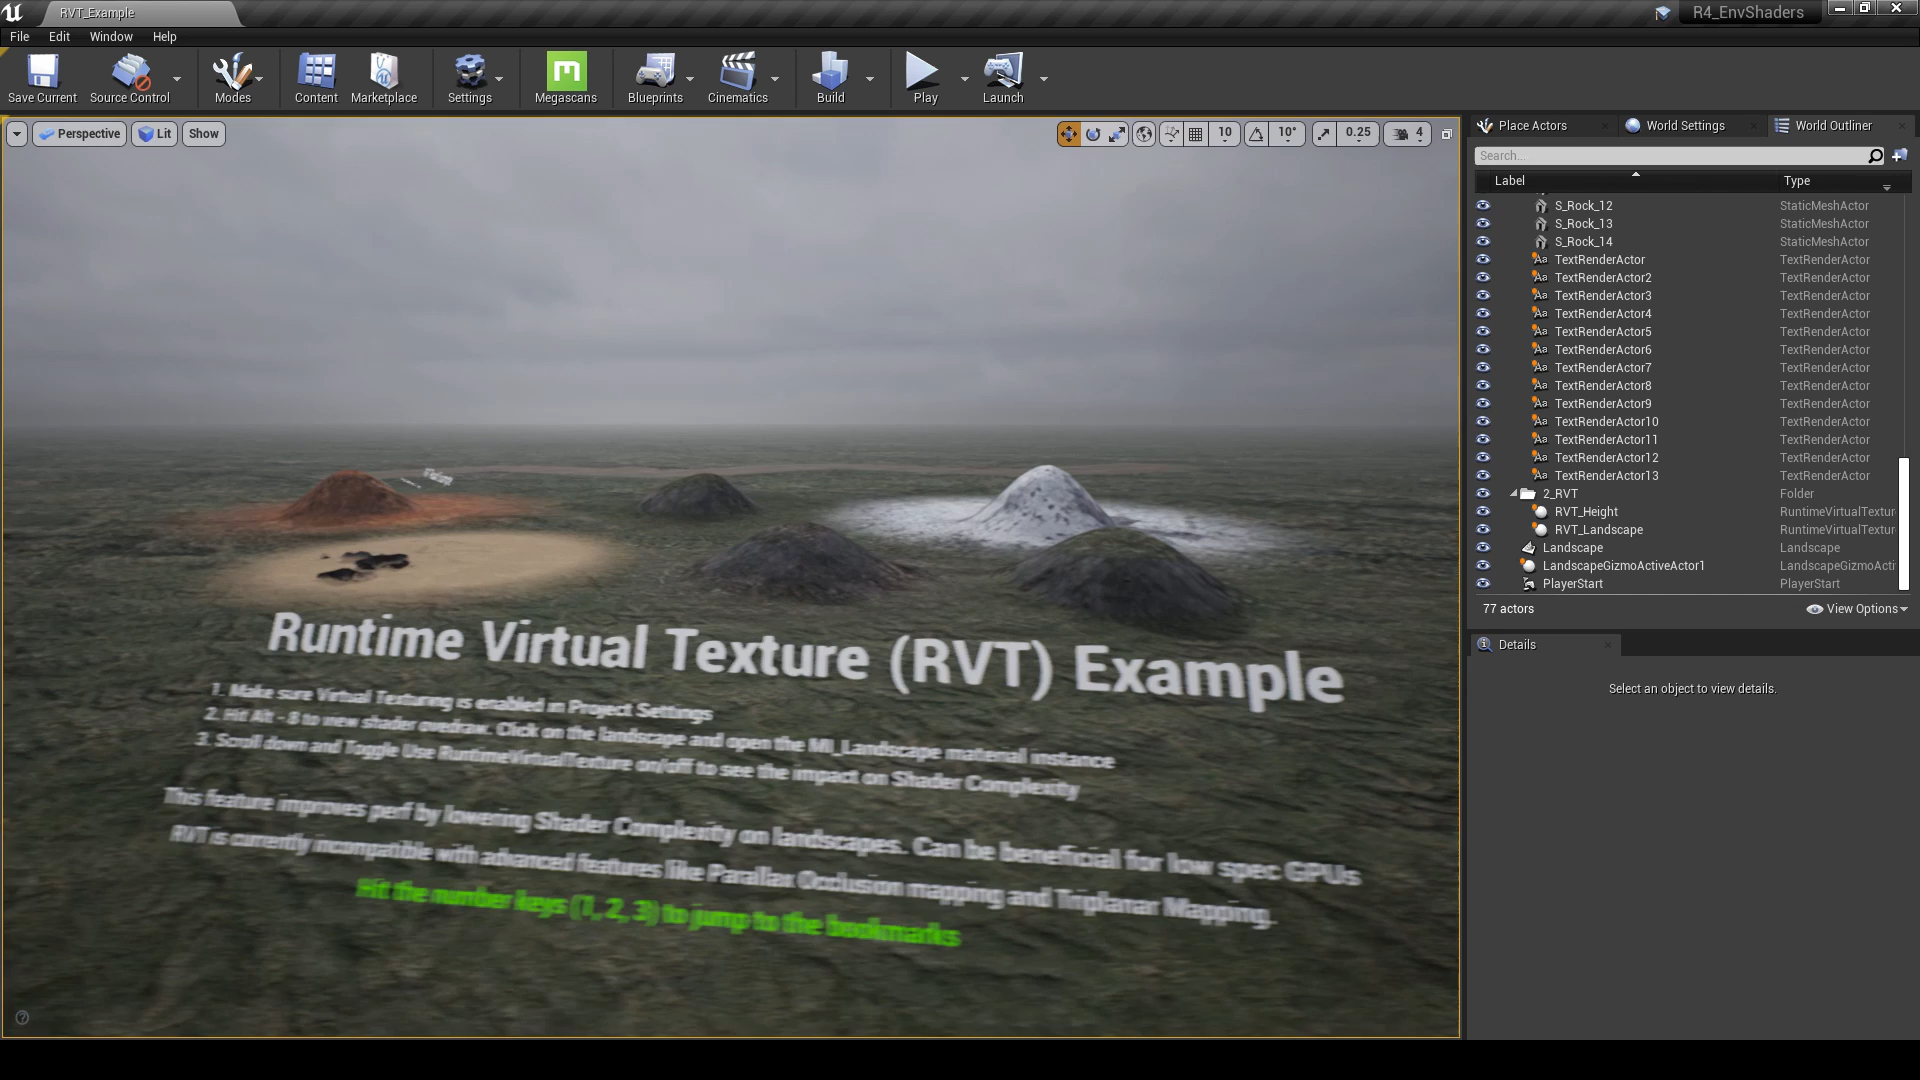 RVT_Example
R4_EnvShaders
File Edit Window Help
Save Current Source Control Modes Content Marketplace Settings Megascans Blueprints Cinematics Build Play Launch
Perspective Lit Show 10 10° 0.25 4
Place Actors World Settings World Outliner
Search...
Label Type
S_Rock_12 StaticMeshActor
S_Rock_13 StaticMeshActor
S_Rock_14 StaticMeshActor
TextRenderActor TextRenderActor
TextRenderActor2 TextRenderActor
TextRenderActor3 TextRenderActor
TextRenderActor4 TextRenderActor
TextRenderActor5 TextRenderActor
TextRenderActor6 TextRenderActor
TextRenderActor7 TextRenderActor
TextRenderActor8 TextRenderActor
TextRenderActor9 TextRenderActor
TextRenderActor10 TextRenderActor
TextRenderActor11 TextRenderActor
TextRenderActor12 TextRenderActor
TextRenderActor13 TextRenderActor
2_RVT Folder
RVT_Height RuntimeVirtualTextur
RVT_Landscape RuntimeVirtualTextur
Landscape Landscape
LandscapeGizmoActiveActor1 LandscapeGizmoActi
PlayerStart PlayerStart
77 actors View Options
Details
Select an object to view details.
Runtime Virtual Texture (RVT) Example
1. Make sure Virtual Texturing is enabled in Project Settings
2. Hit Alt - 8 to view shader overdraw. Click on the landscape and open the MI_Landscape material instance
3. Scroll down and Toggle Use RuntimeVirtualTexture on/off to see the impact on Shader Complexity
This feature improves perf by lowering Shader Complexity on landscapes. Can be beneficial for low spec GPUs
RVT is currently incompatible with advanced features like Parallax Occlusion mapping and Triplanar Mapping.
Hit the number keys (1, 2, 3) to jump to the bookmarks